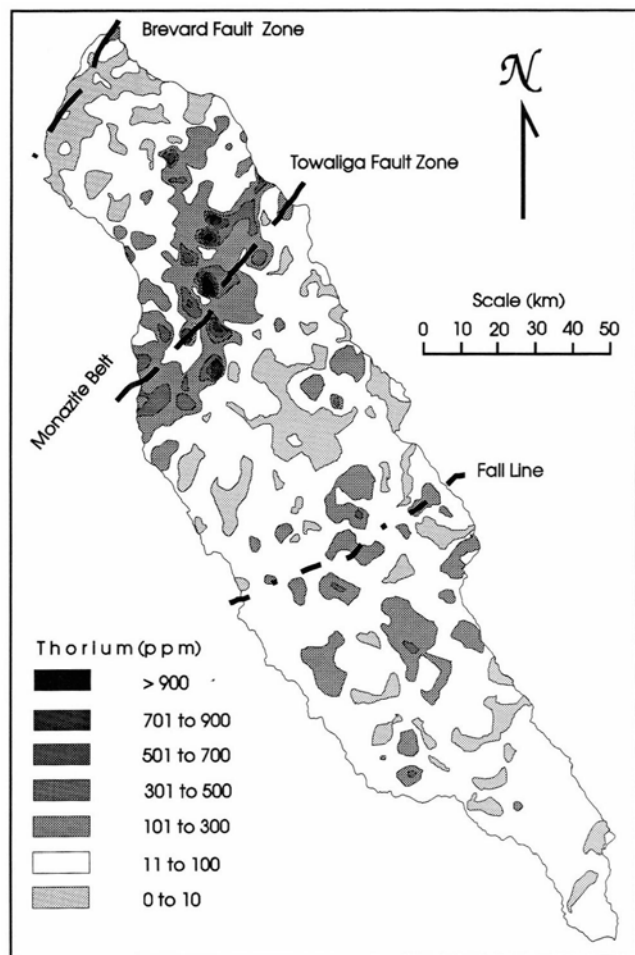 Brevard Fault Zone
N
Towaliga Fault Zone
Scale (km)
0 10 20 30 40 50
Monazite Belt
Fall Line
Thorium (ppm)
> 900
701 to 900
501 to 700
301 to 500
101 to 300
11 to 100
0 to 10